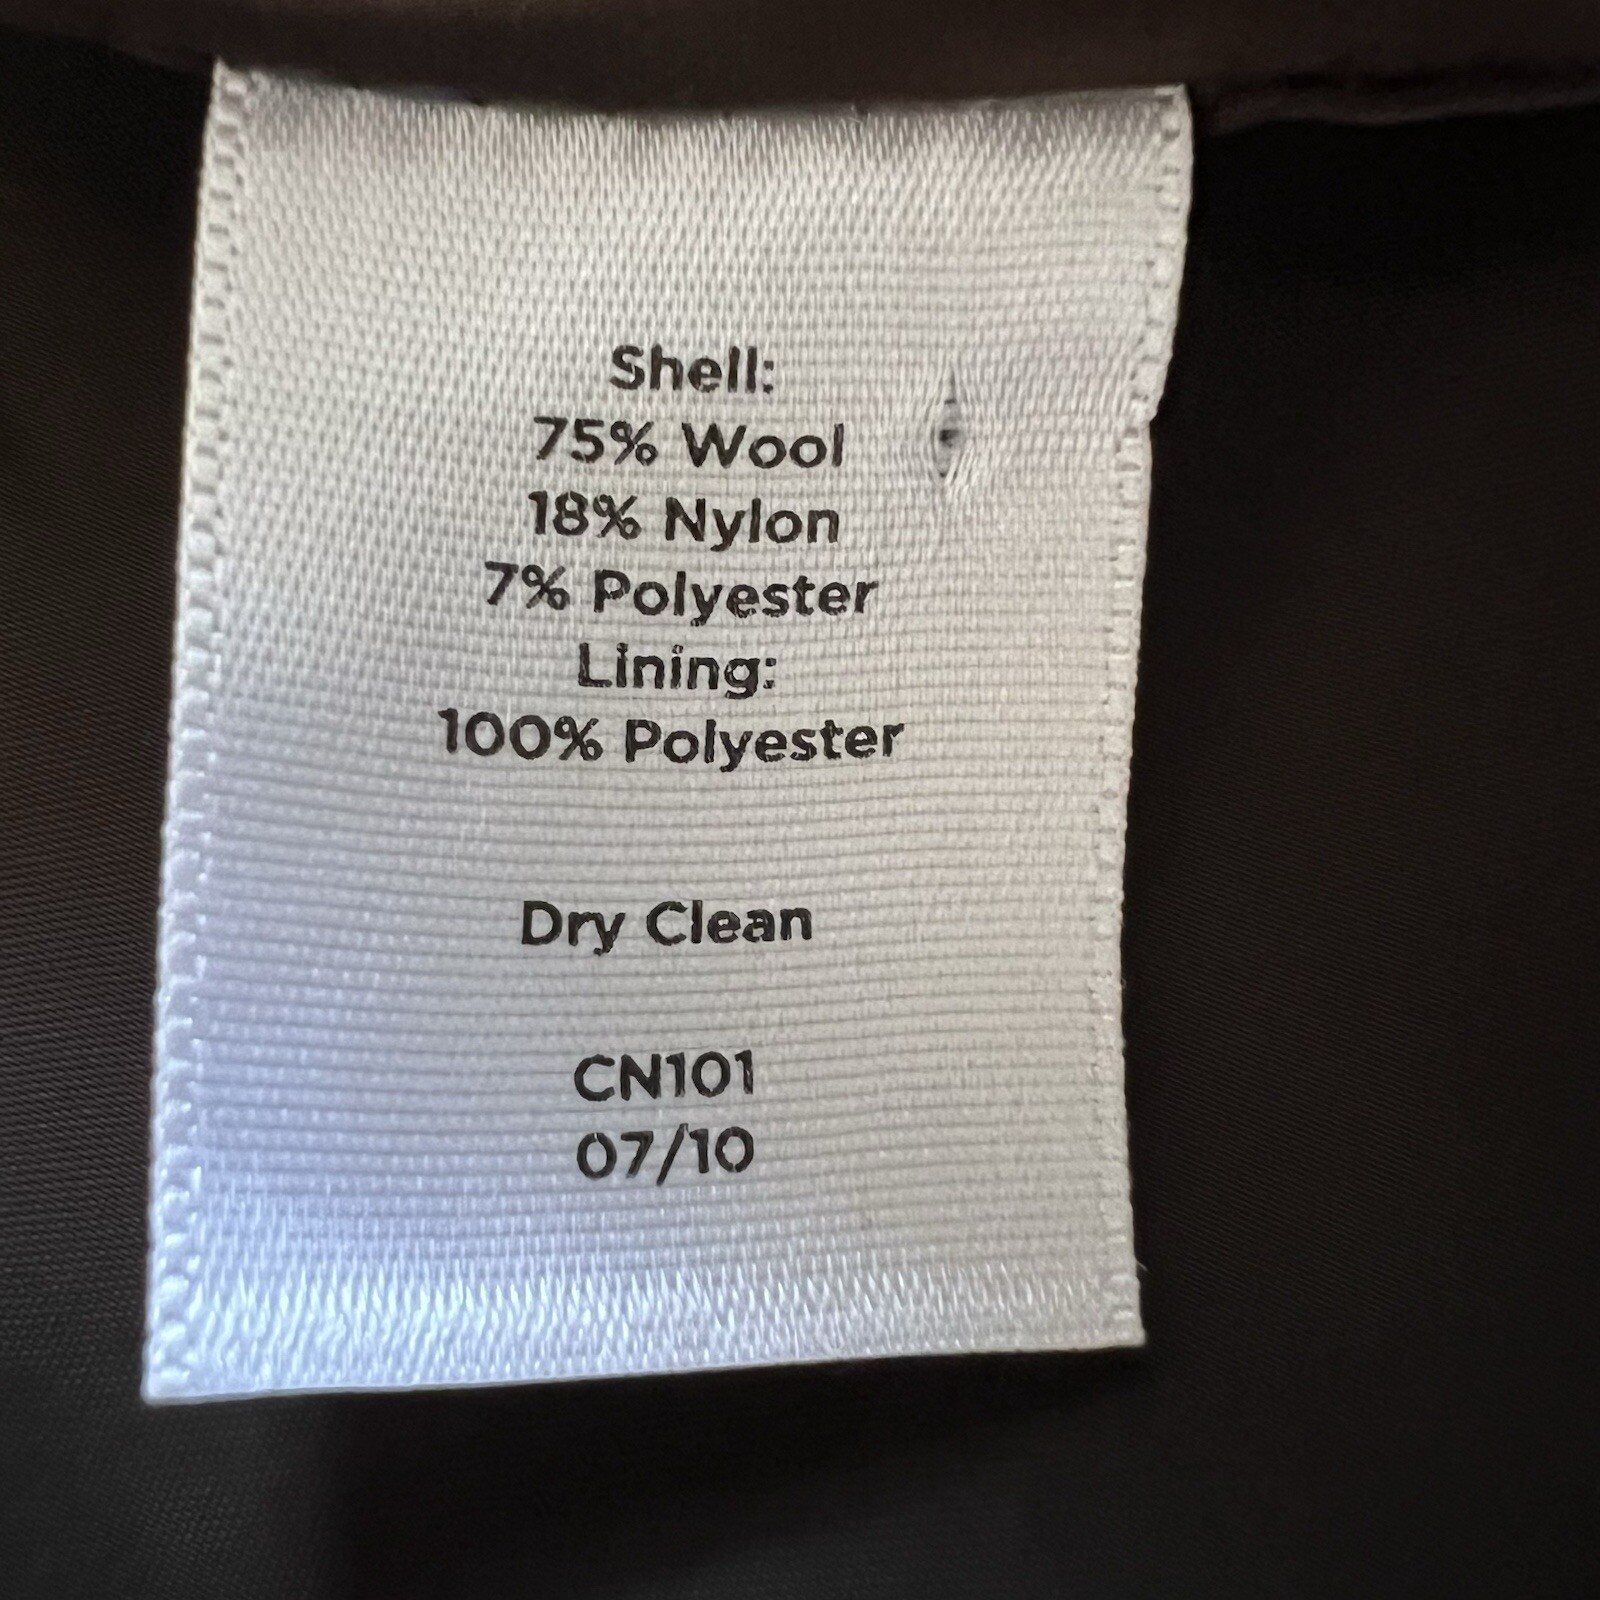 Shell:
75% Wool
18% Nylon
7% Polyester
Lining:
100% Polyester
Dry Clean
CN101
07/10